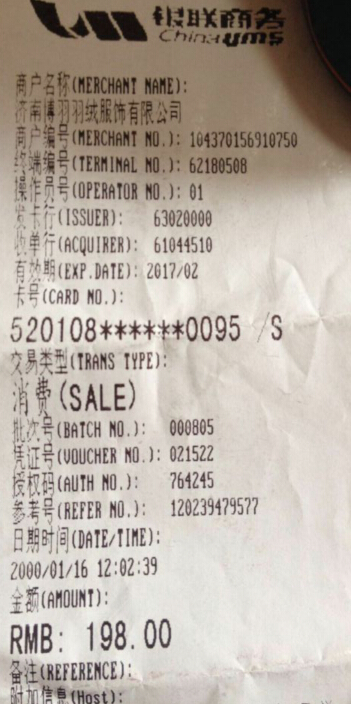 银联商务
China ums
商户名称(MERCHANT NAME):
济南博羽羽绒服饰有限公司
商户编号(MERCHANT NO.): 104370156910750
终端编号(TERMINAL NO.): 62180508
操作员号(OPERATOR NO.): 01
发卡行(ISSUER): 63020000
收单行(ACQUIRER): 61044510
有效期(EXP.DATE): 2017/02
卡号(CARD NO.):
520108******0095 /S
交易类型(TRANS TYPE):
消费(SALE)
批次号(BATCH NO.): 000805
凭证号(VOUCHER NO.): 021522
授权码(AUTH NO.): 764245
参考号(REFER NO.): 120239479577
日期时间(DATE/TIME):
2000/01/16 12:02:39
金额(AMOUNT):
RMB: 198.00
备注(REFERENCE):
附加信息(Host):